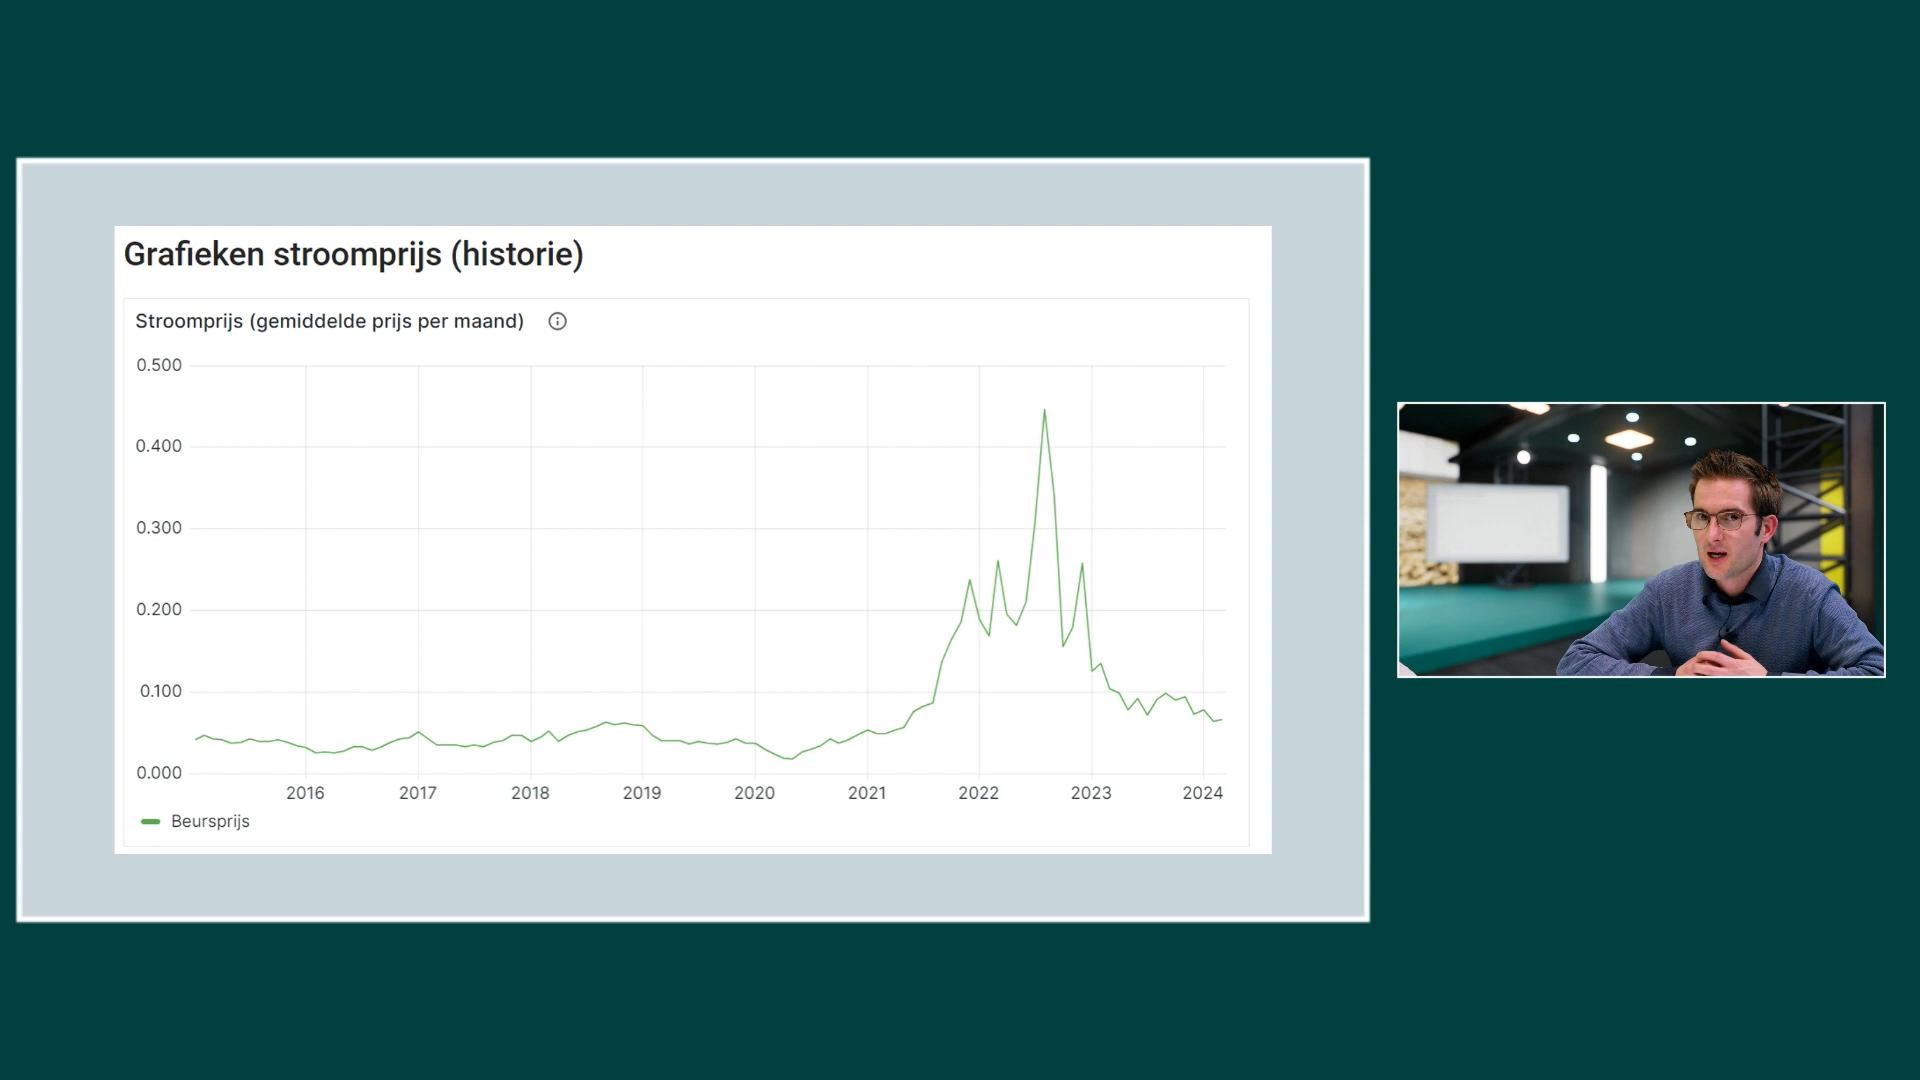 Grafieken stroomprijs (historie)
Stroomprijs (gemiddelde prijs per maand)
0.500
0.400
0.300
0.200
0.100
0.000
2016 2017 2018 2019 2020 2021 2022 2023 2024
Beursprijs